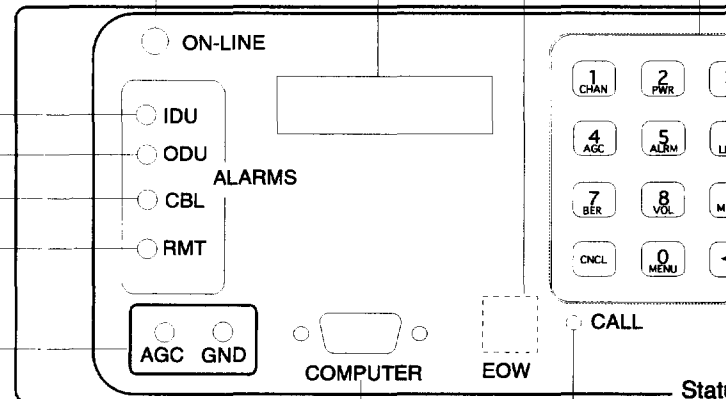 ON-LINE
IDU
ODU
ALARMS
CBL
RMT
AGC GND
COMPUTER
EOW
CALL
1 CHAN
2 PWR
4 AGC
5 ALRM
7 BER
8 VOL
CNCL
0 MENU